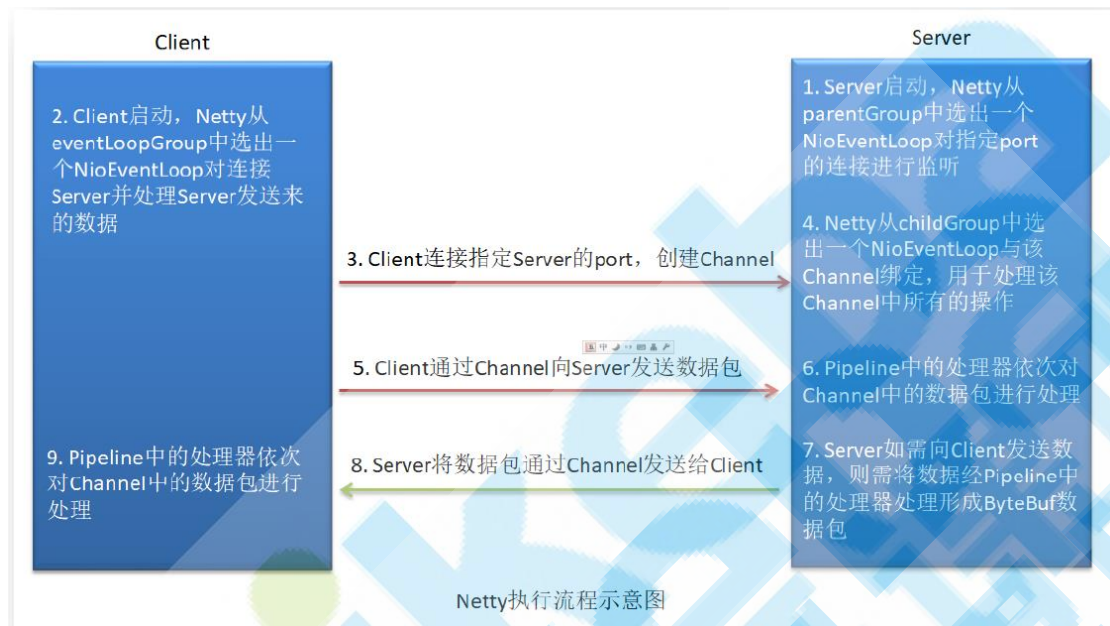 Client
Server
1. Server启动，Netty从
parentGroup中选出一个
NioEventLoop对指定port
的连接进行监听
2. Client启动，Netty从
eventLoopGroup中选出一
个NioEventLoop对连接
Server并处理Server发送来
的数据
3. Client连接指定Server的port，创建Channel
4. Netty从childGroup中选
出一个NioEventLoop与该
Channel绑定，用于处理该
Channel中所有的操作
5. Client通过Channel向Server发送数据包
6. Pipeline中的处理器依次对
Channel中的数据包进行处理
7. Server如需向Client发送数
据，则需将数据经Pipeline中
的处理器处理形成ByteBuf数
据包
8. Server将数据包通过Channel发送给Client
9. Pipeline中的处理器依次
对Channel中的数据包进行
处理
Netty执行流程示意图